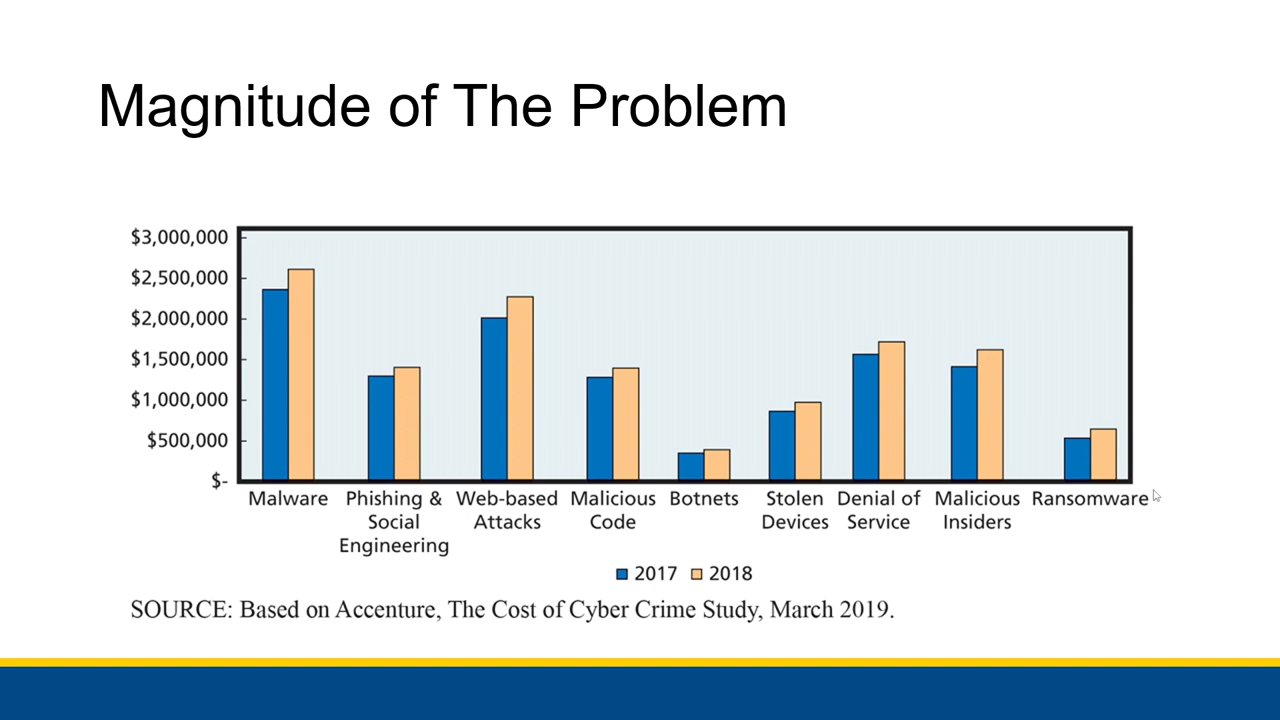 Magnitude of The Problem
$3,000,000
$2,500,000
$2,000,000
$1,500,000
$1,000,000
$500,000
$-
Malware
Phishing &
Social
Engineering
Web-based
Attacks
Malicious
Code
Botnets
Stolen
Devices
Denial of
Service
Malicious
Insiders
Ransomware
2017 2018
SOURCE: Based on Accenture, The Cost of Cyber Crime Study, March 2019.